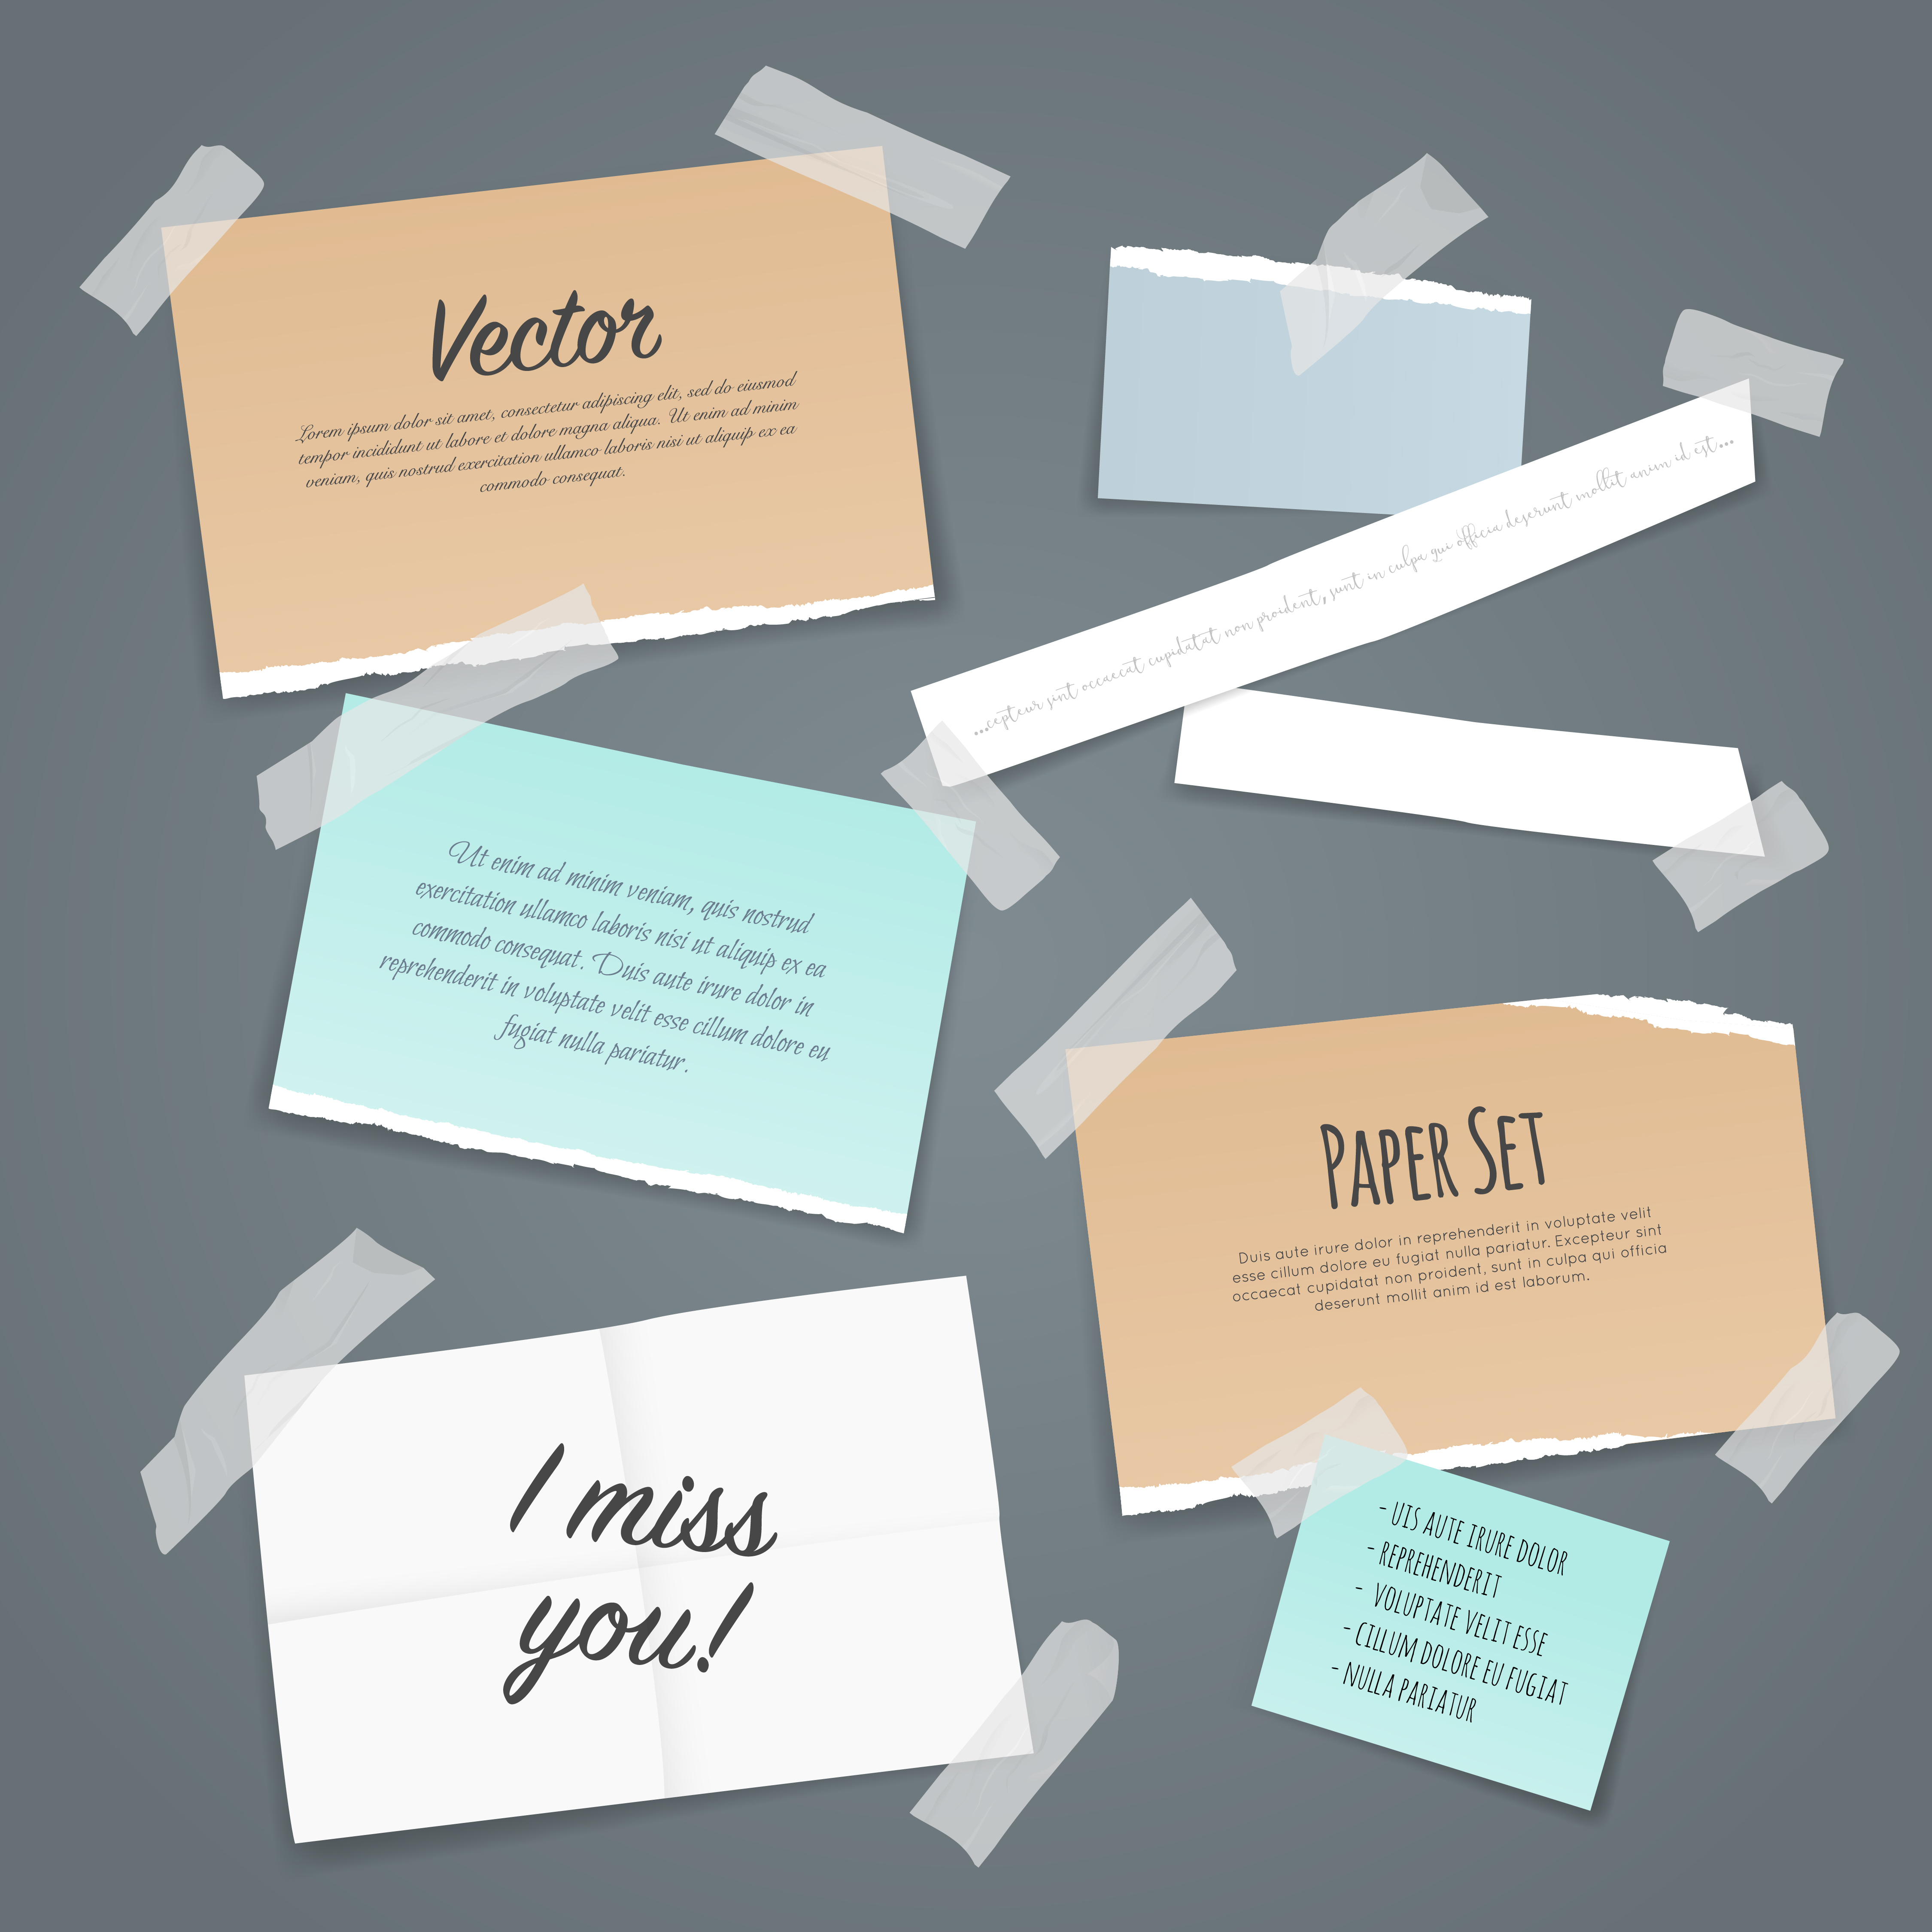 Vector
Lorem ipsum dolor sit amet, consectetur adipiscing elit, sed do eiusmod
tempor incididunt ut labore et dolore magna aliqua. Ut enim ad minim
veniam, quis nostrud exercitation ullamco laboris nisi ut aliquip ex ea
commodo consequat.
...cepteur sint occaecat cupidatat non proident, sunt in culpa qui officia deserunt mollit anim id est...
Ut enim ad minim veniam, quis nostrud
exercitation ullamco laboris nisi ut aliquip ex ea
commodo consequat. Duis aute irure dolor in
reprehenderit in voluptate velit esse cillum dolore eu
fugiat nulla pariatur.
PAPER SET
Duis aute irure dolor in reprehenderit in voluptate velit
esse cillum dolore eu fugiat nulla pariatur. Excepteur sint
occaecat cupidatat non proident, sunt in culpa qui officia
deserunt mollit anim id est laborum.
I miss
you!
- UIS AUTE IRURE DOLOR
- REPREHENDERIT
- VOLUPTATE VELIT ESSE
- CILLUM DOLORE EU FUGIAT
- NULLA PARIATUR